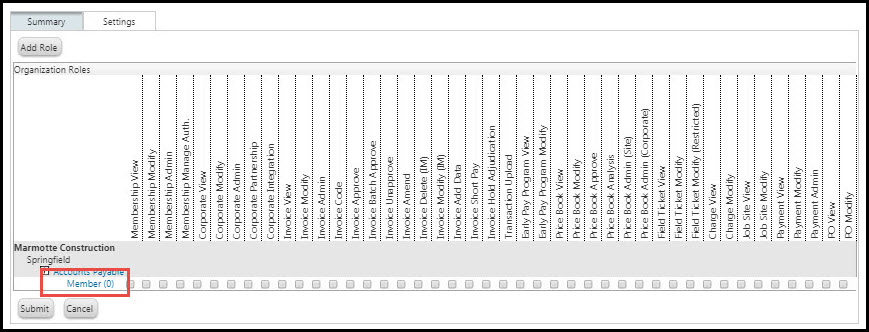 Summary
Settings
Add Role
Organization Roles
Membership View
Membership Modify
Membership Admin
Membership Manage Auth.
Corporate View
Corporate Modify
Corporate Admin
Corporate Partnership
Corporate Integration
Invoice View
Invoice Modify
Invoice Admin
Invoice Code
Invoice Approve
Invoice Batch Approve
Invoice Unapprove
Invoice Amend
Invoice Delete (IM)
Invoice Modify (IM)
Invoice Add Data
Invoice Short Pay
Invoice Hold Adjudication
Transaction Upload
Early Pay Program View
Early Pay Program Modify
Price Book View
Price Book Modify
Price Book Approve
Price Book Analysis
Price Book Admin (Site)
Price Book Admin (Corporate)
Field Ticket View
Field Ticket Modify
Field Ticket Modify (Restricted)
Charge View
Charge Modify
Job Site View
Job Site Modify
Payment View
Payment Modify
Payment Admin
PO View
PO Modify
Marmotte Construction
Springfield
Accounts Payable
Member (0)
Submit
Cancel